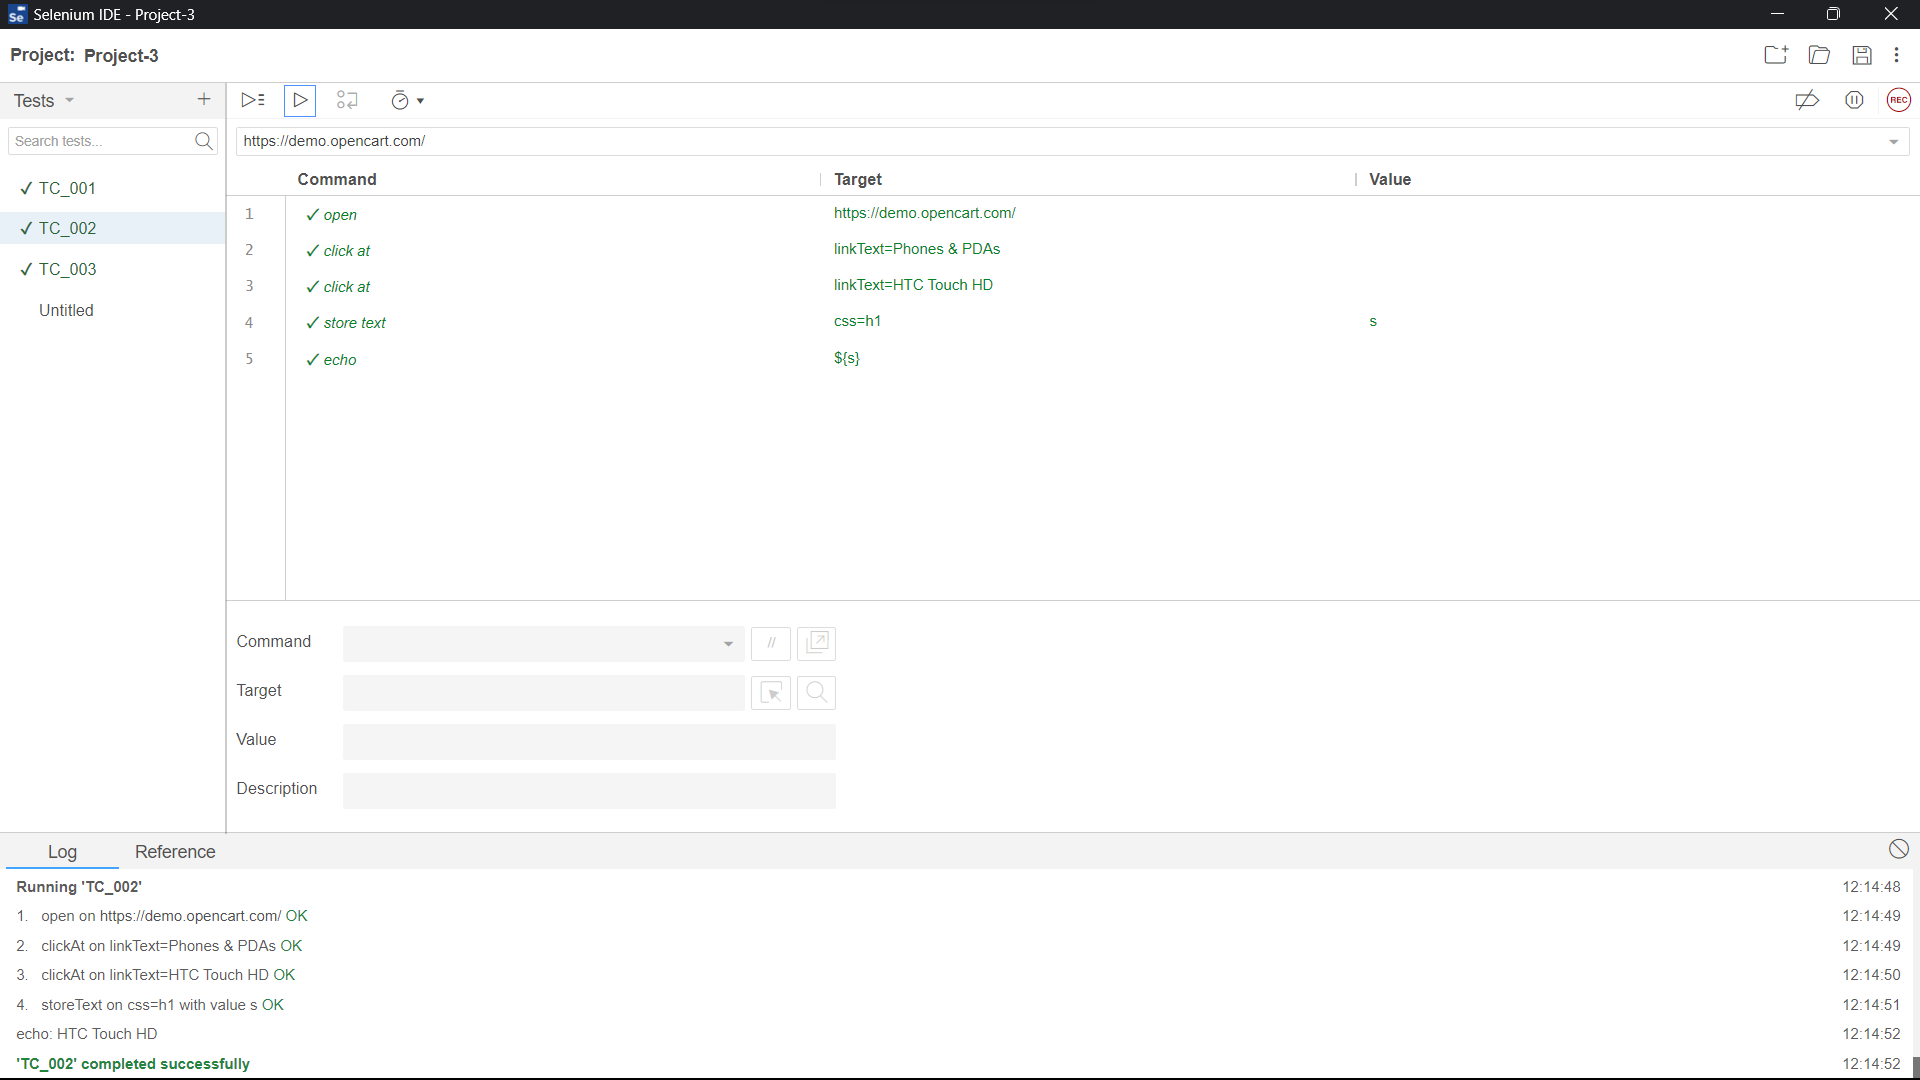 Selenium IDE - Project-3
Project: Project-3
Tests
Search tests...
https://demo.opencart.com/
REC
Command Target Value
✓ TC_001
✓ TC_002
✓ TC_003
Untitled
1 ✓ open https://demo.opencart.com/
2 ✓ click at linkText=Phones & PDAs
3 ✓ click at linkText=HTC Touch HD
4 ✓ store text css=h1 s
5 ✓ echo ${s}
Command //
Target
Value
Description
Log Reference
Running 'TC_002' 12:14:48
1. open on https://demo.opencart.com/ OK 12:14:49
2. clickAt on linkText=Phones & PDAs OK 12:14:49
3. clickAt on linkText=HTC Touch HD OK 12:14:50
4. storeText on css=h1 with value s OK 12:14:51
echo: HTC Touch HD 12:14:52
'TC_002' completed successfully 12:14:52